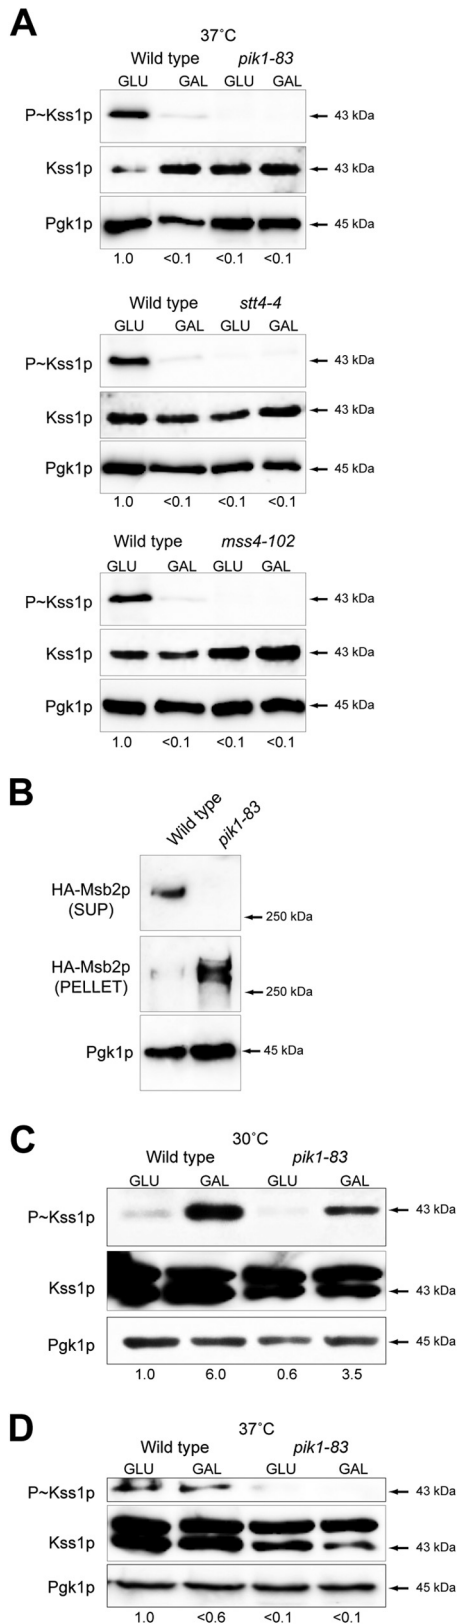 A
37˚C
Wild type pik1-83
GLU GAL GLU GAL
P~Kss1p 43 kDa
Kss1p 43 kDa
Pgk1p 45 kDa
1.0 <0.1 <0.1 <0.1
Wild type stt4-4
GLU GAL GLU GAL
P~Kss1p 43 kDa
Kss1p 43 kDa
Pgk1p 45 kDa
1.0 <0.1 <0.1 <0.1
Wild type mss4-102
GLU GAL GLU GAL
P~Kss1p 43 kDa
Kss1p 43 kDa
Pgk1p 45 kDa
1.0 <0.1 <0.1 <0.1
B
Wild type pik1-83
HA-Msb2p
(SUP)
250 kDa
HA-Msb2p
(PELLET)
250 kDa
Pgk1p 45 kDa
C
30˚C
Wild type pik1-83
GLU GAL GLU GAL
P~Kss1p 43 kDa
Kss1p 43 kDa
Pgk1p 45 kDa
1.0 6.0 0.6 3.5
D
37˚C
Wild type pik1-83
GLU GAL GLU GAL
P~Kss1p 43 kDa
Kss1p 43 kDa
Pgk1p 45 kDa
1.0 <0.6 <0.1 <0.1